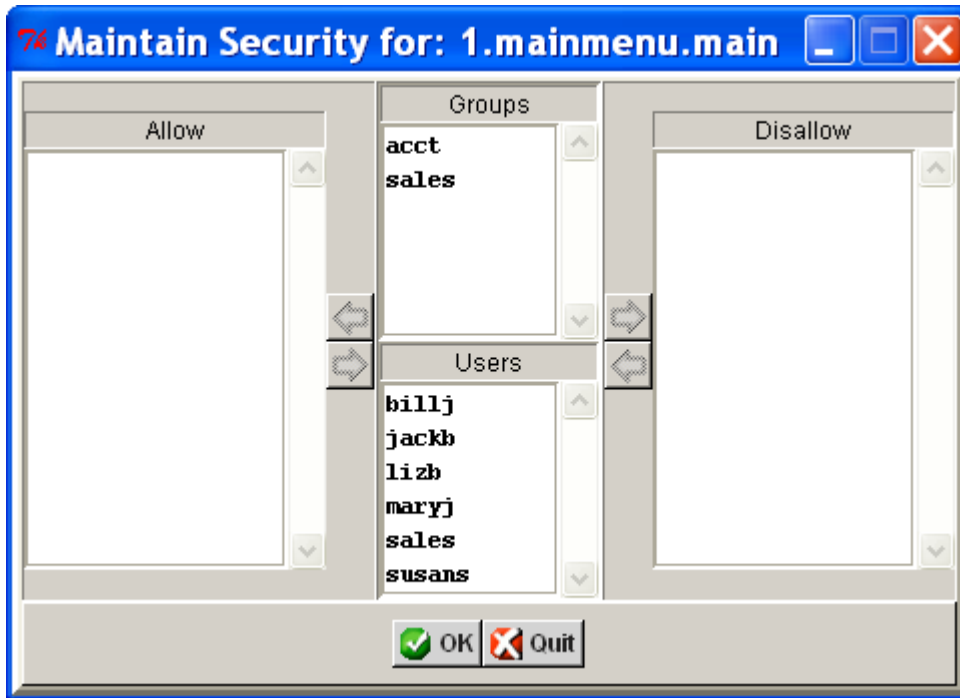 Maintain Security for: 1.mainmenu.main
Allow
Groups
acct
sales
Users
billj
jackb
lizb
maryj
sales
susans
Disallow
OK
Quit